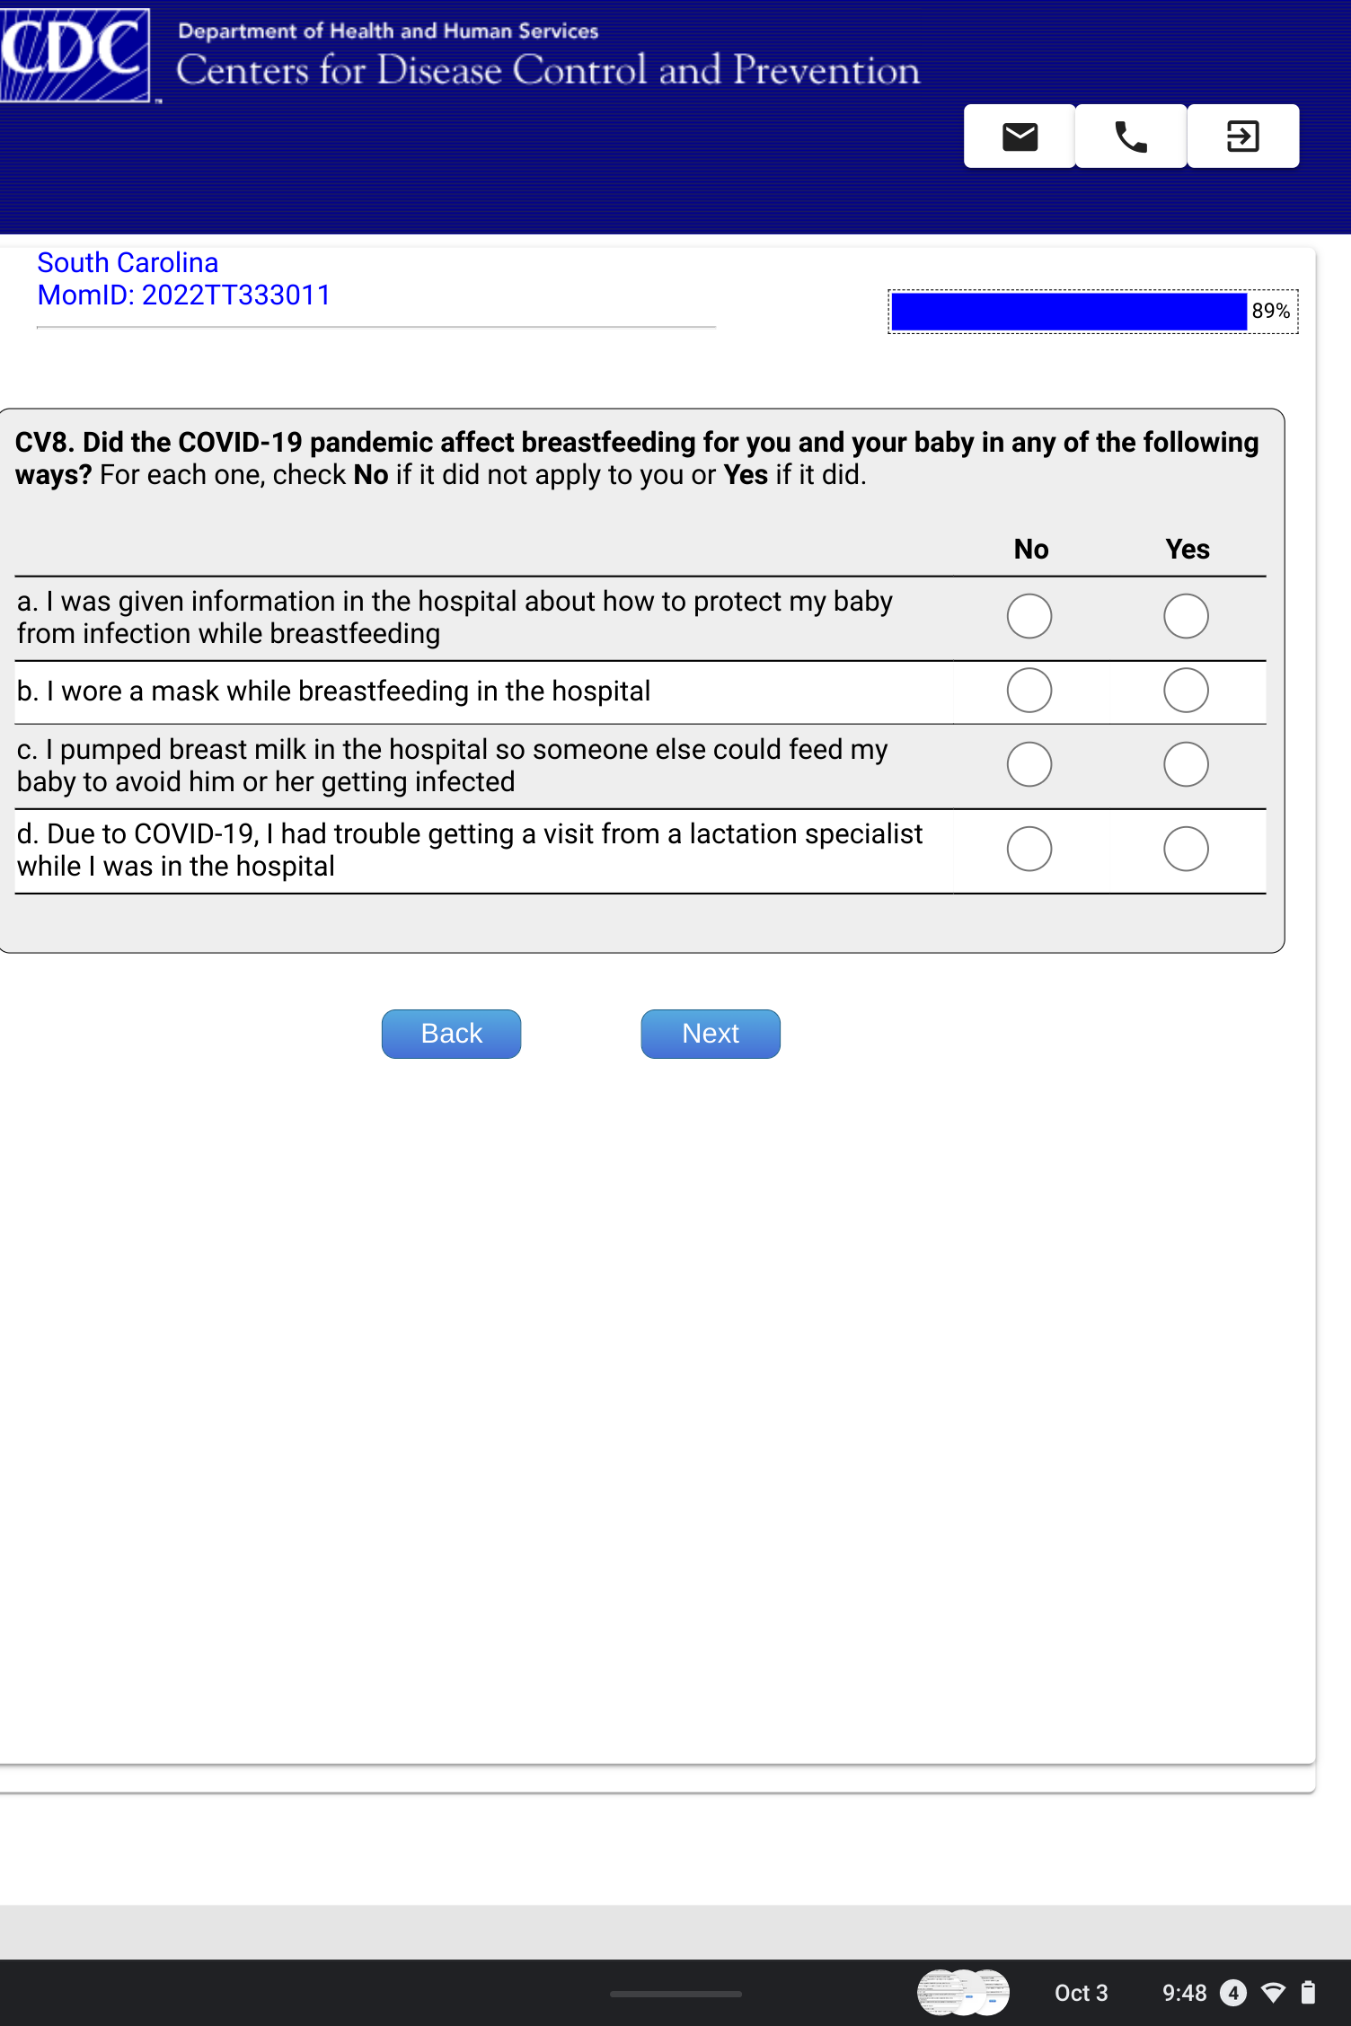 CDC
Department of Health and Human Services
Centers for Disease Control and Prevention
™
South Carolina
MomID: 2022TT333011
89%
CV8. Did the COVID-19 pandemic affect breastfeeding for you and your baby in any of the following
ways? For each one, check No if it did not apply to you or Yes if it did.
No Yes
a. I was given information in the hospital about how to protect my baby
from infection while breastfeeding
b. I wore a mask while breastfeeding in the hospital
c. I pumped breast milk in the hospital so someone else could feed my
baby to avoid him or her getting infected
d. Due to COVID-19, I had trouble getting a visit from a lactation specialist
while I was in the hospital
Back Next
Oct 3 9:48 4